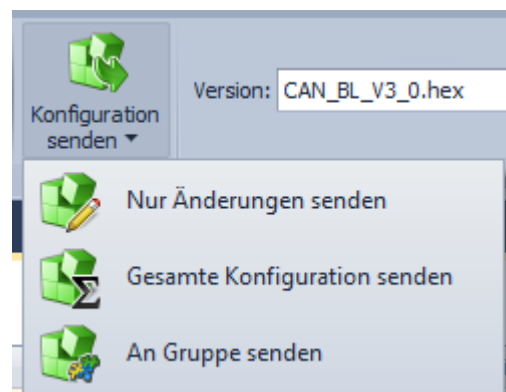 Konfiguration
senden
Version: CAN_BL_V3_0.hex
Nur Änderungen senden
Gesamte Konfiguration senden
An Gruppe senden